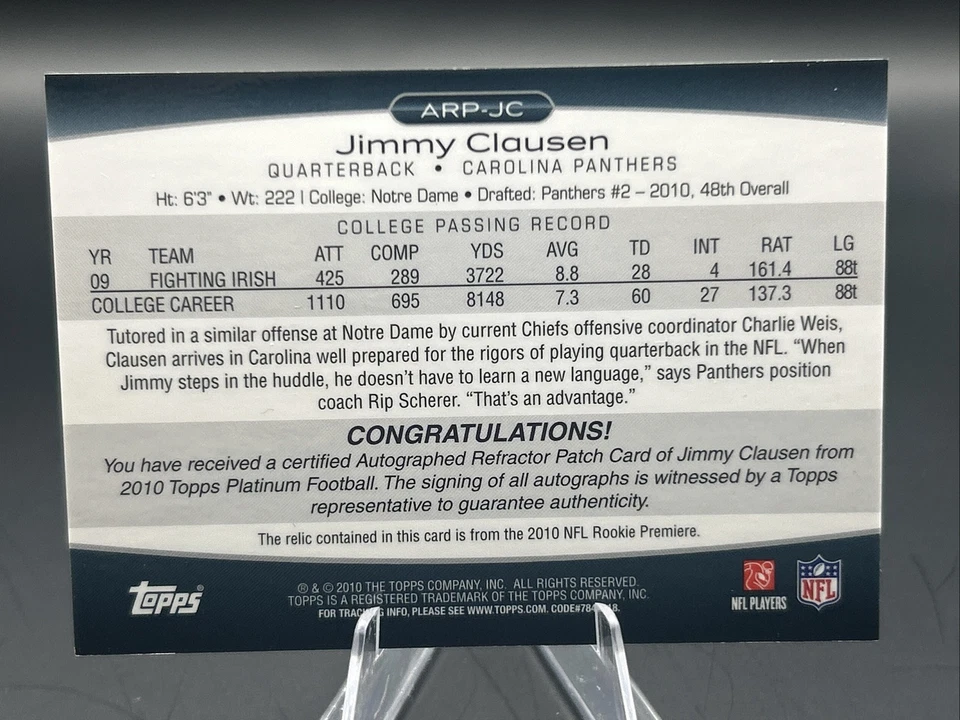 ARP-JC
Jimmy Clausen
QUARTERBACK • CAROLINA PANTHERS
Ht: 6'3" • Wt: 222 | College: Notre Dame • Drafted: Panthers #2 – 2010, 48th Overall
COLLEGE PASSING RECORD
YR TEAM ATT COMP YDS AVG TD INT RAT LG
09 FIGHTING IRISH 425 289 3722 8.8 28 4 161.4 88t
COLLEGE CAREER 1110 695 8148 7.3 60 27 137.3 88t
Tutored in a similar offense at Notre Dame by current Chiefs offensive coordinator Charlie Weis,
Clausen arrives in Carolina well prepared for the rigors of playing quarterback in the NFL. “When
Jimmy steps in the huddle, he doesn’t have to learn a new language,” says Panthers position
coach Rip Scherer. “That’s an advantage.”
CONGRATULATIONS!
You have received a certified Autographed Refractor Patch Card of Jimmy Clausen from
2010 Topps Platinum Football. The signing of all autographs is witnessed by a Topps
representative to guarantee authenticity.
The relic contained in this card is from the 2010 NFL Rookie Premiere.
topps®
® & © 2010 THE TOPPS COMPANY, INC. ALL RIGHTS RESERVED.
TOPPS IS A REGISTERED TRADEMARK OF THE TOPPS COMPANY, INC.
FOR TRACKING INFO, PLEASE SEE WWW.TOPPS.COM.
NFL PLAYERS
NFL